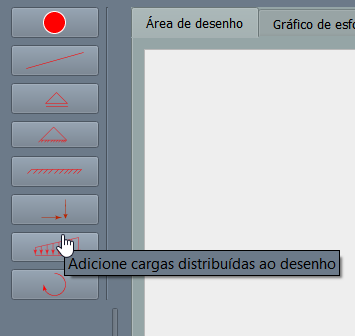 Área de desenho
Gráfico de esfo
Adicione cargas distribuídas ao desenho